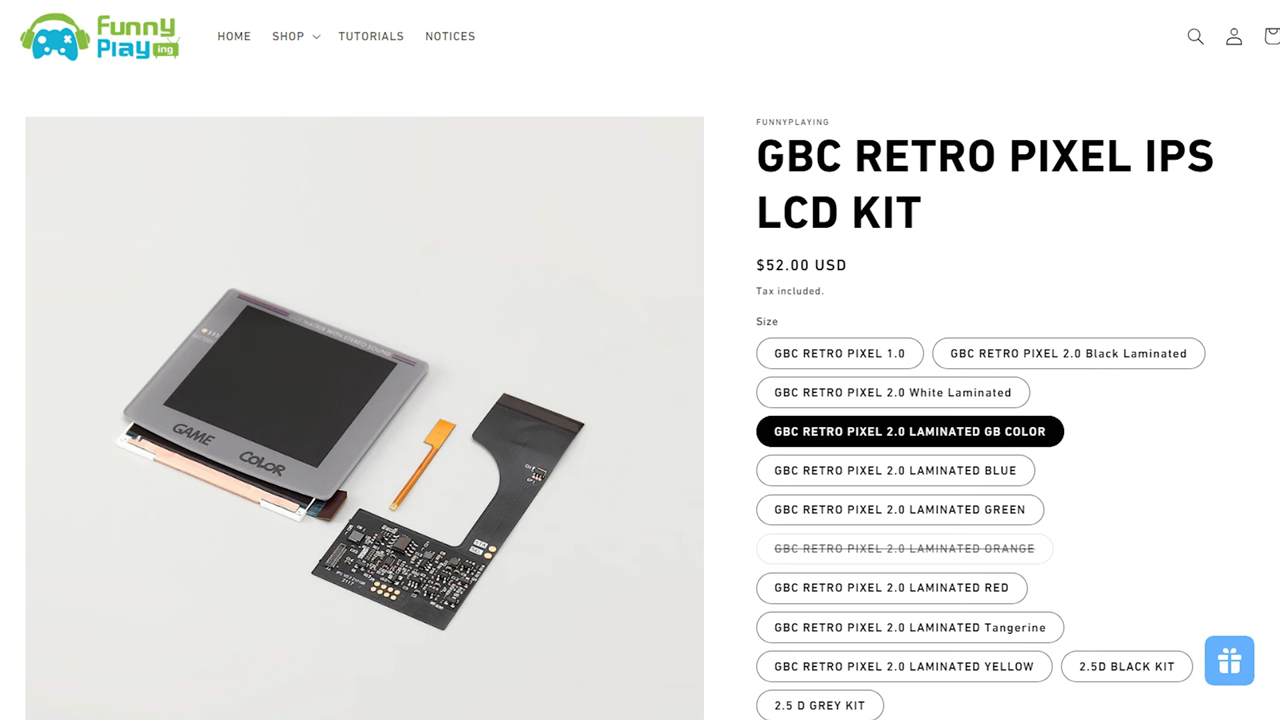 Funny
Playing
HOME
SHOP
TUTORIALS
NOTICES
FUNNYPLAYING
GBC RETRO PIXEL IPS
LCD KIT
$52.00 USD
Tax included.
Size
GBC RETRO PIXEL 1.0
GBC RETRO PIXEL 2.0 Black Laminated
GBC RETRO PIXEL 2.0 White Laminated
GBC RETRO PIXEL 2.0 LAMINATED GB COLOR
GBC RETRO PIXEL 2.0 LAMINATED BLUE
GBC RETRO PIXEL 2.0 LAMINATED GREEN
GBC RETRO PIXEL 2.0 LAMINATED ORANGE
GBC RETRO PIXEL 2.0 LAMINATED RED
GBC RETRO PIXEL 2.0 LAMINATED Tangerine
GBC RETRO PIXEL 2.0 LAMINATED YELLOW
2.5D BLACK KIT
2.5 D GREY KIT
MATRIX WITH STEREO SOUND
GAME
COLOR